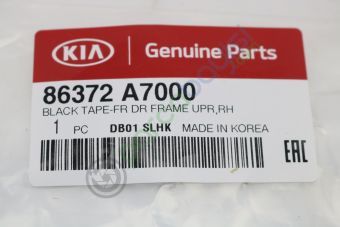 KIA Genuine Parts
86372 A7000
BLACK TAPE-FR DR FRAME UPR,RH
1 PC DB01 SLHK MADE IN KOREA
EAC